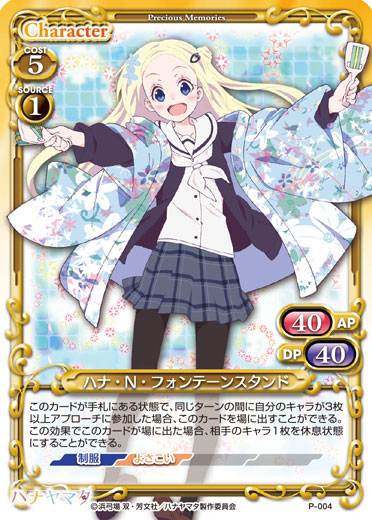 Precious Memories
Character
COST
5
SOURCE
1
40 AP
DP 40
ハナ・N・フォンテーンスタンド
このカードが手札にある状態で、同じターンの間に自分のキャラが3枚
以上アプローチに参加した場合、このカードを場に出すことができる。
この効果でこのカードが場に出た場合、相手のキャラ1枚を休息状態
にすることができる。
制服 よさこい
ハナヤマタ
©浜弓場 双・芳文社/ハナヤマタ製作委員会
P-004